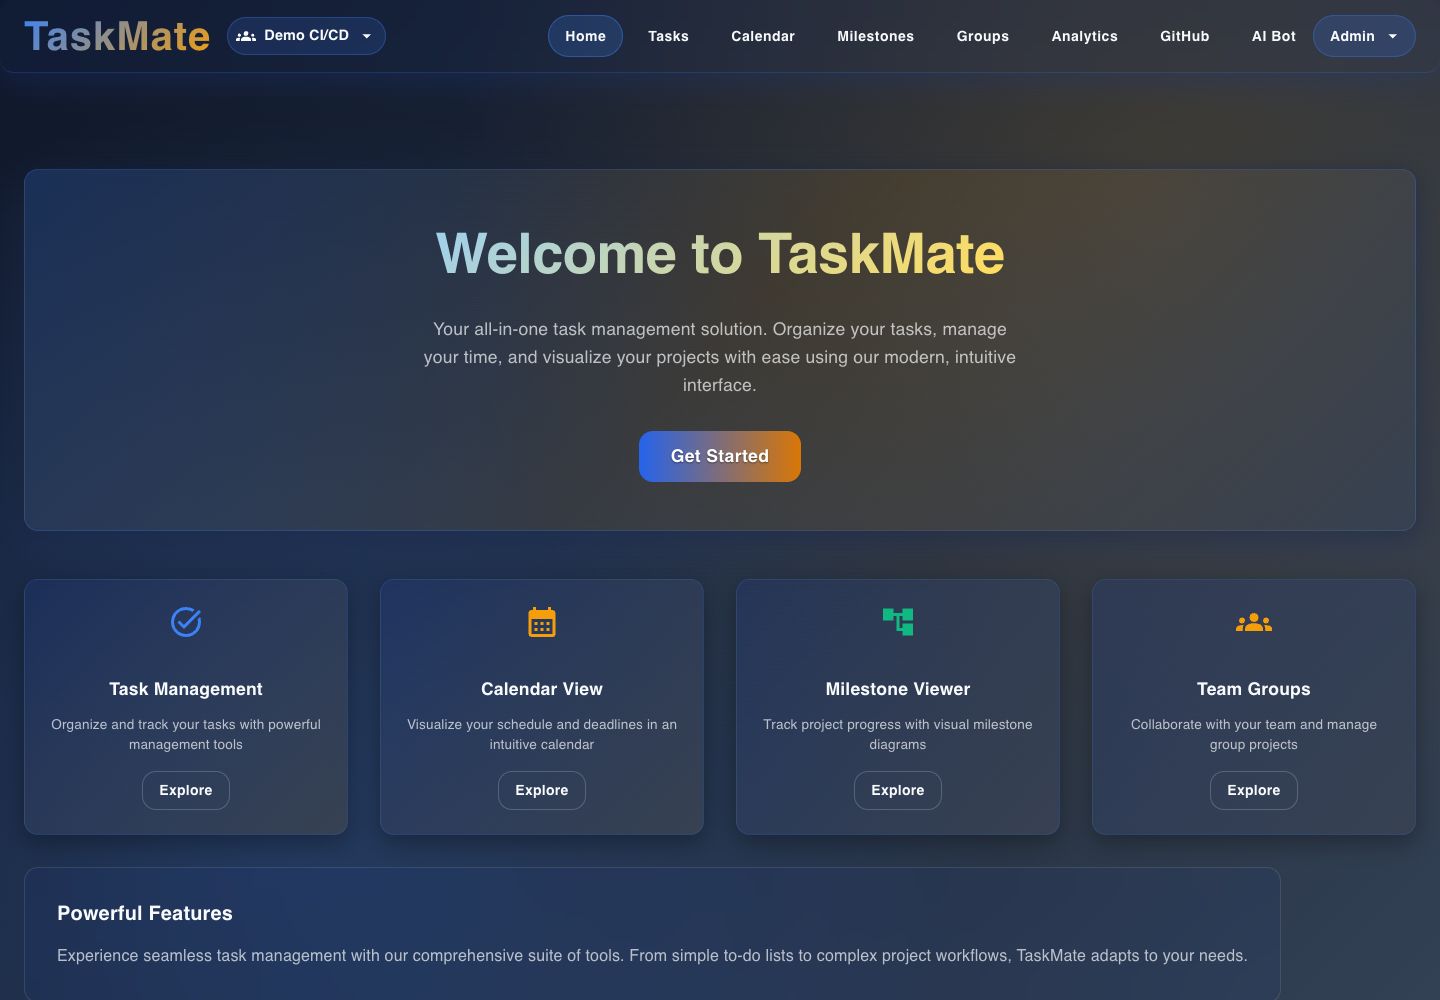 TaskMate
Demo CI/CD
Home
Tasks
Calendar
Milestones
Groups
Analytics
GitHub
AI Bot
Admin
Welcome to TaskMate
Your all-in-one task management solution. Organize your tasks, manage
your time, and visualize your projects with ease using our modern, intuitive
interface.
Get Started
Task Management
Organize and track your tasks with powerful
management tools
Explore
Calendar View
Visualize your schedule and deadlines in an
intuitive calendar
Explore
Milestone Viewer
Track project progress with visual milestone
diagrams
Explore
Team Groups
Collaborate with your team and manage
group projects
Explore
Powerful Features
Experience seamless task management with our comprehensive suite of tools. From simple to-do lists to complex project workflows, TaskMate adapts to your needs.